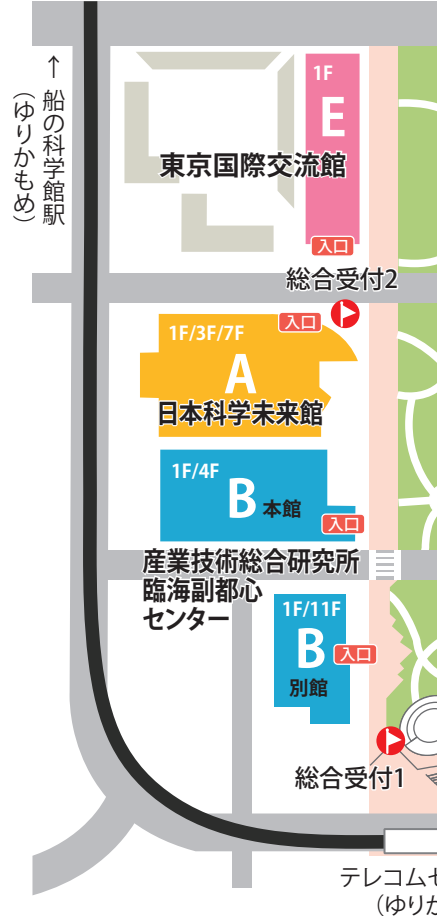 ↑ 船の科学館駅
（ゆりかもめ）
1F
E
東京国際交流館
入口
総合受付2
入口
1F/3F/7F
A
日本科学未来館
1F/4F
B 本館
入口
産業技術総合研究所
臨海副都心
センター
1F/11F
B
入口
別館
総合受付1
テレコムセ
（ゆりか